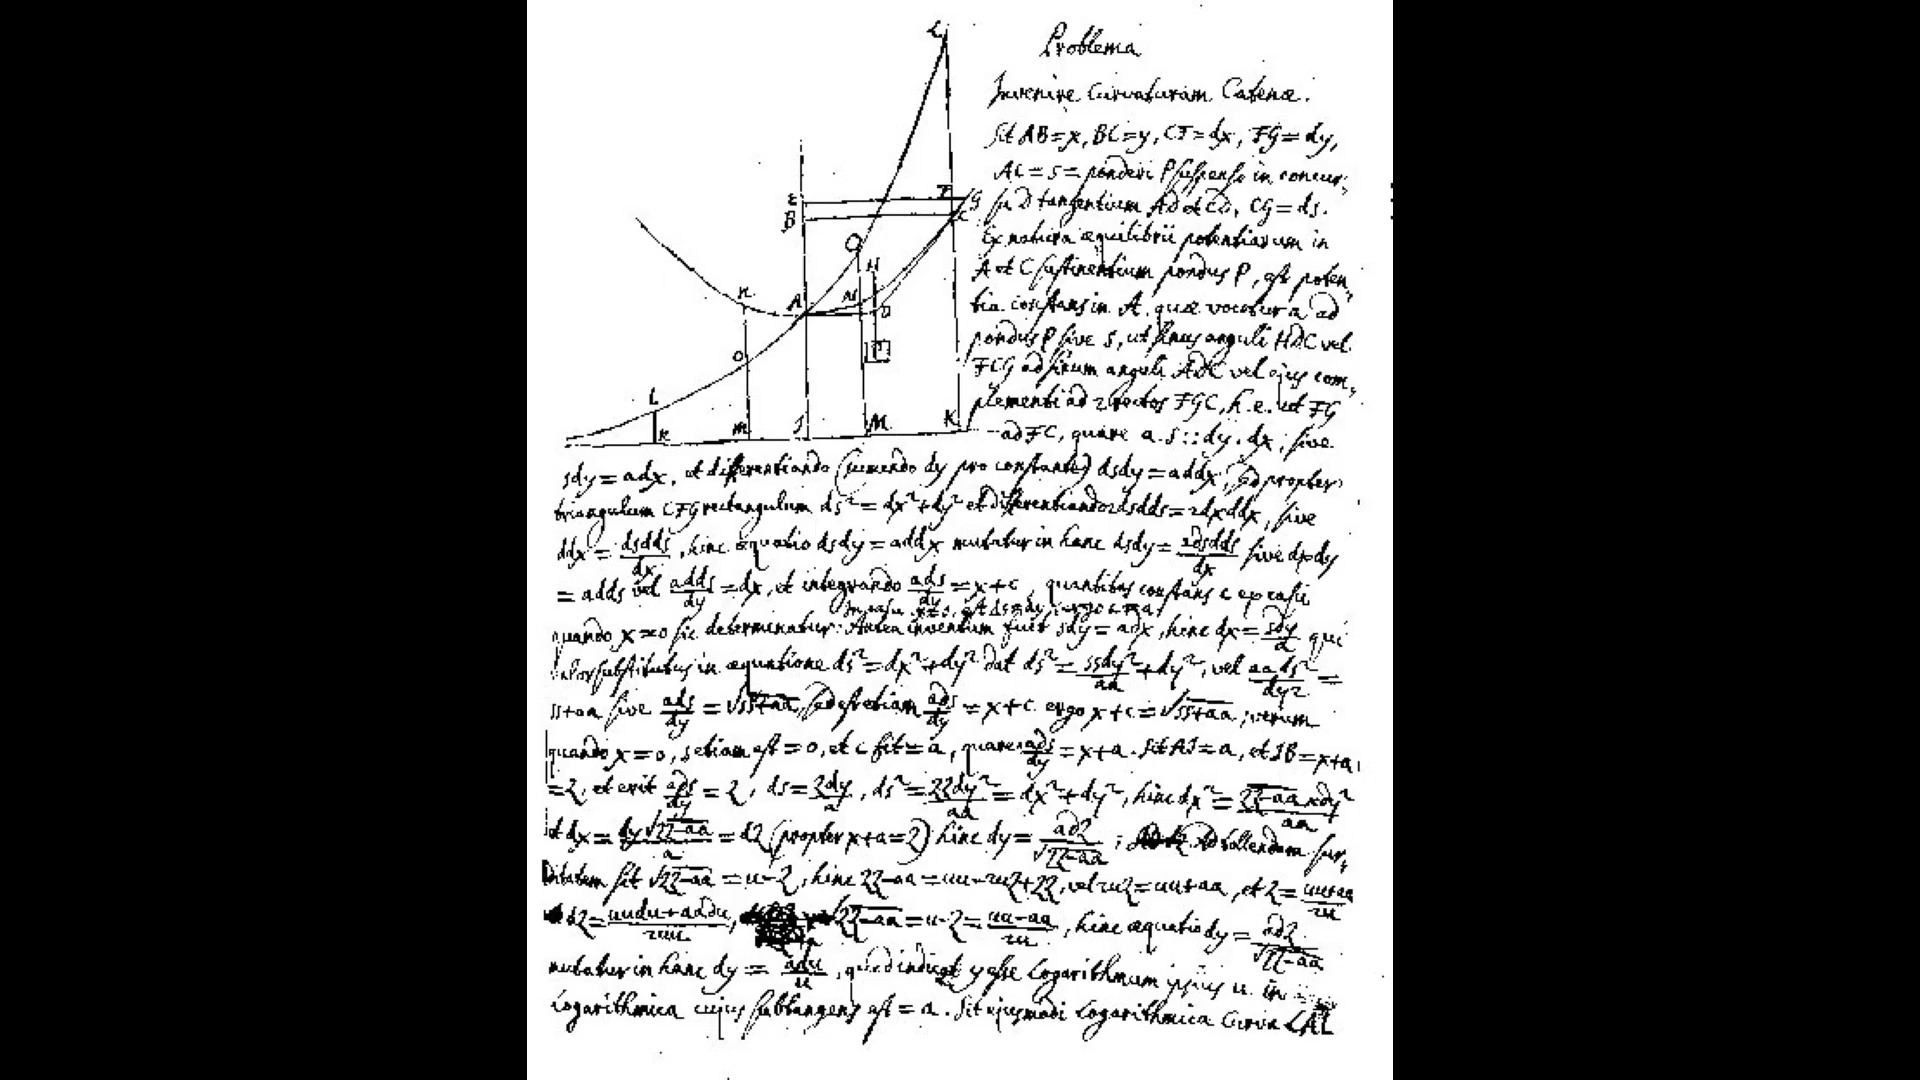 Problema
Invenire Curvaturam Catenæ.
Sit AB=x, BC=y, CF=dx, FG=dy,
AC=s=ponderi P suspenso in concur-
su D tangentium AD et CD, CG=ds.
Ex natura æquilibrii potentiarum in
A et C sustinentium pondus P, est poten-
tia constans in A quæ vocetur a ad
pondus P sive s, ut sinus anguli HDC vel
FCG ad sinum anguli ADC vel ejus com-
plementi ad 2 rectos FGC, h.e. ut FG
ad FC, quare a.s::dy.dx, sive
sdy=adx, et differentiando (sumendo dy pro constante) dsdy=addx, sed propter
triangulum CFG rectangulum ds²=dx²+dy² et differentiando 2dsdds=2dxddx, sive
ddx=dsdds/dx, hinc æquatio dsdy=addx mutatur in hanc dsdy=adsdds/dx sive dxdy
=adds vel adds/dy=dx, et integrando ads/dy=x+c, quantitas constans c ex casu
quando x=0 sic determinatur: Antea inventum fuit sdy=adx, hinc dx=sdy/a qui
valor substitutus in æquatione ds²=dx²+dy² dat ds²=ssdy²/aa+dy², vel aads²/dy²=
ss+aa sive ads/dy=√ss+aa, sed est etiam ads/dy=x+c ergo x+c=√ss+aa, verum
quando x=0, s etiam est=0, et c fit=a, quare ads/dy=x+a. Sit AI=a, et IB=x+a
=z, et erit ads/dy=z, ds=zdy/a, ds²=zzdy²/aa=dx²+dy², hinc dx²=zz-aa×dy²/aa
et dx=dy√zz-aa/a=dz (propter x+a=z) hinc dy=adz/√zz-aa; Ad tollendam sur-
ditatem sit √zz-aa=u-z, hinc zz-aa=uu-2uz+zz, vel 2uz=uu+aa, et z=uu+aa/2u
dz=uudu-aadu/2uu, √zz-aa=u-z=uu-aa/2u, hinc æquatio dy=adz/√zz-aa
mutatur in hanc dy=adu/u, quod indicat y esse Logarithmum ipsius u in
Logarithmica cujus subtangens est=a. Sit ejusmodi Logarithmica Curva LAL
L
E
B
F
G
C
O
H
n
A
N
D
P
o
L
K
m
I
M
K